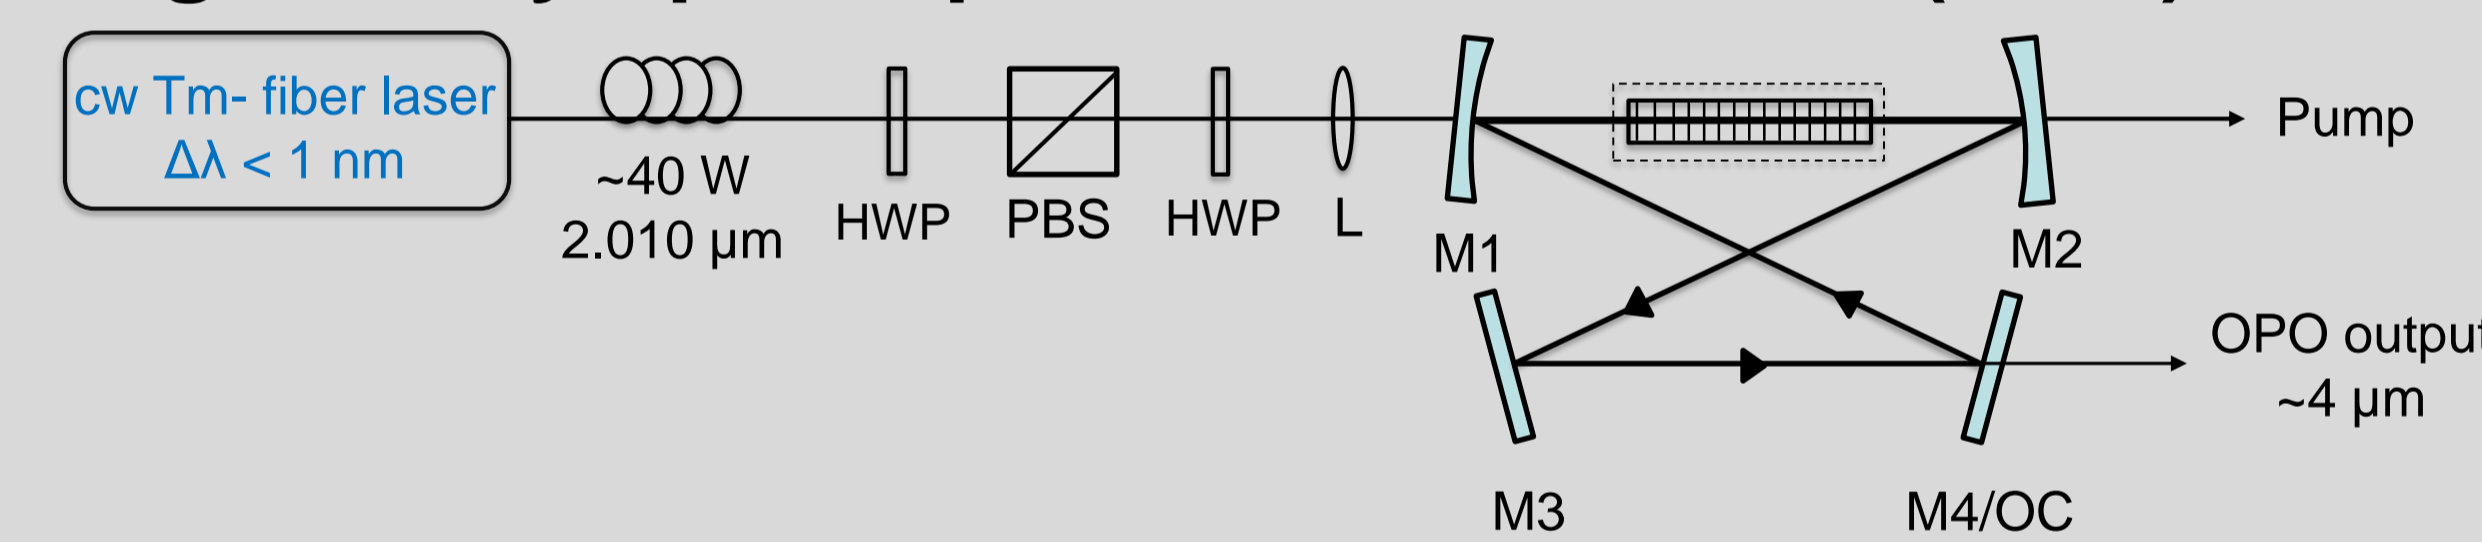 cw Tm- fiber laser
Δλ < 1 nm
~40 W
2.010 µm
HWP
PBS
HWP
L
M1
M2
Pump
OPO output
~4 µm
M3
M4/OC